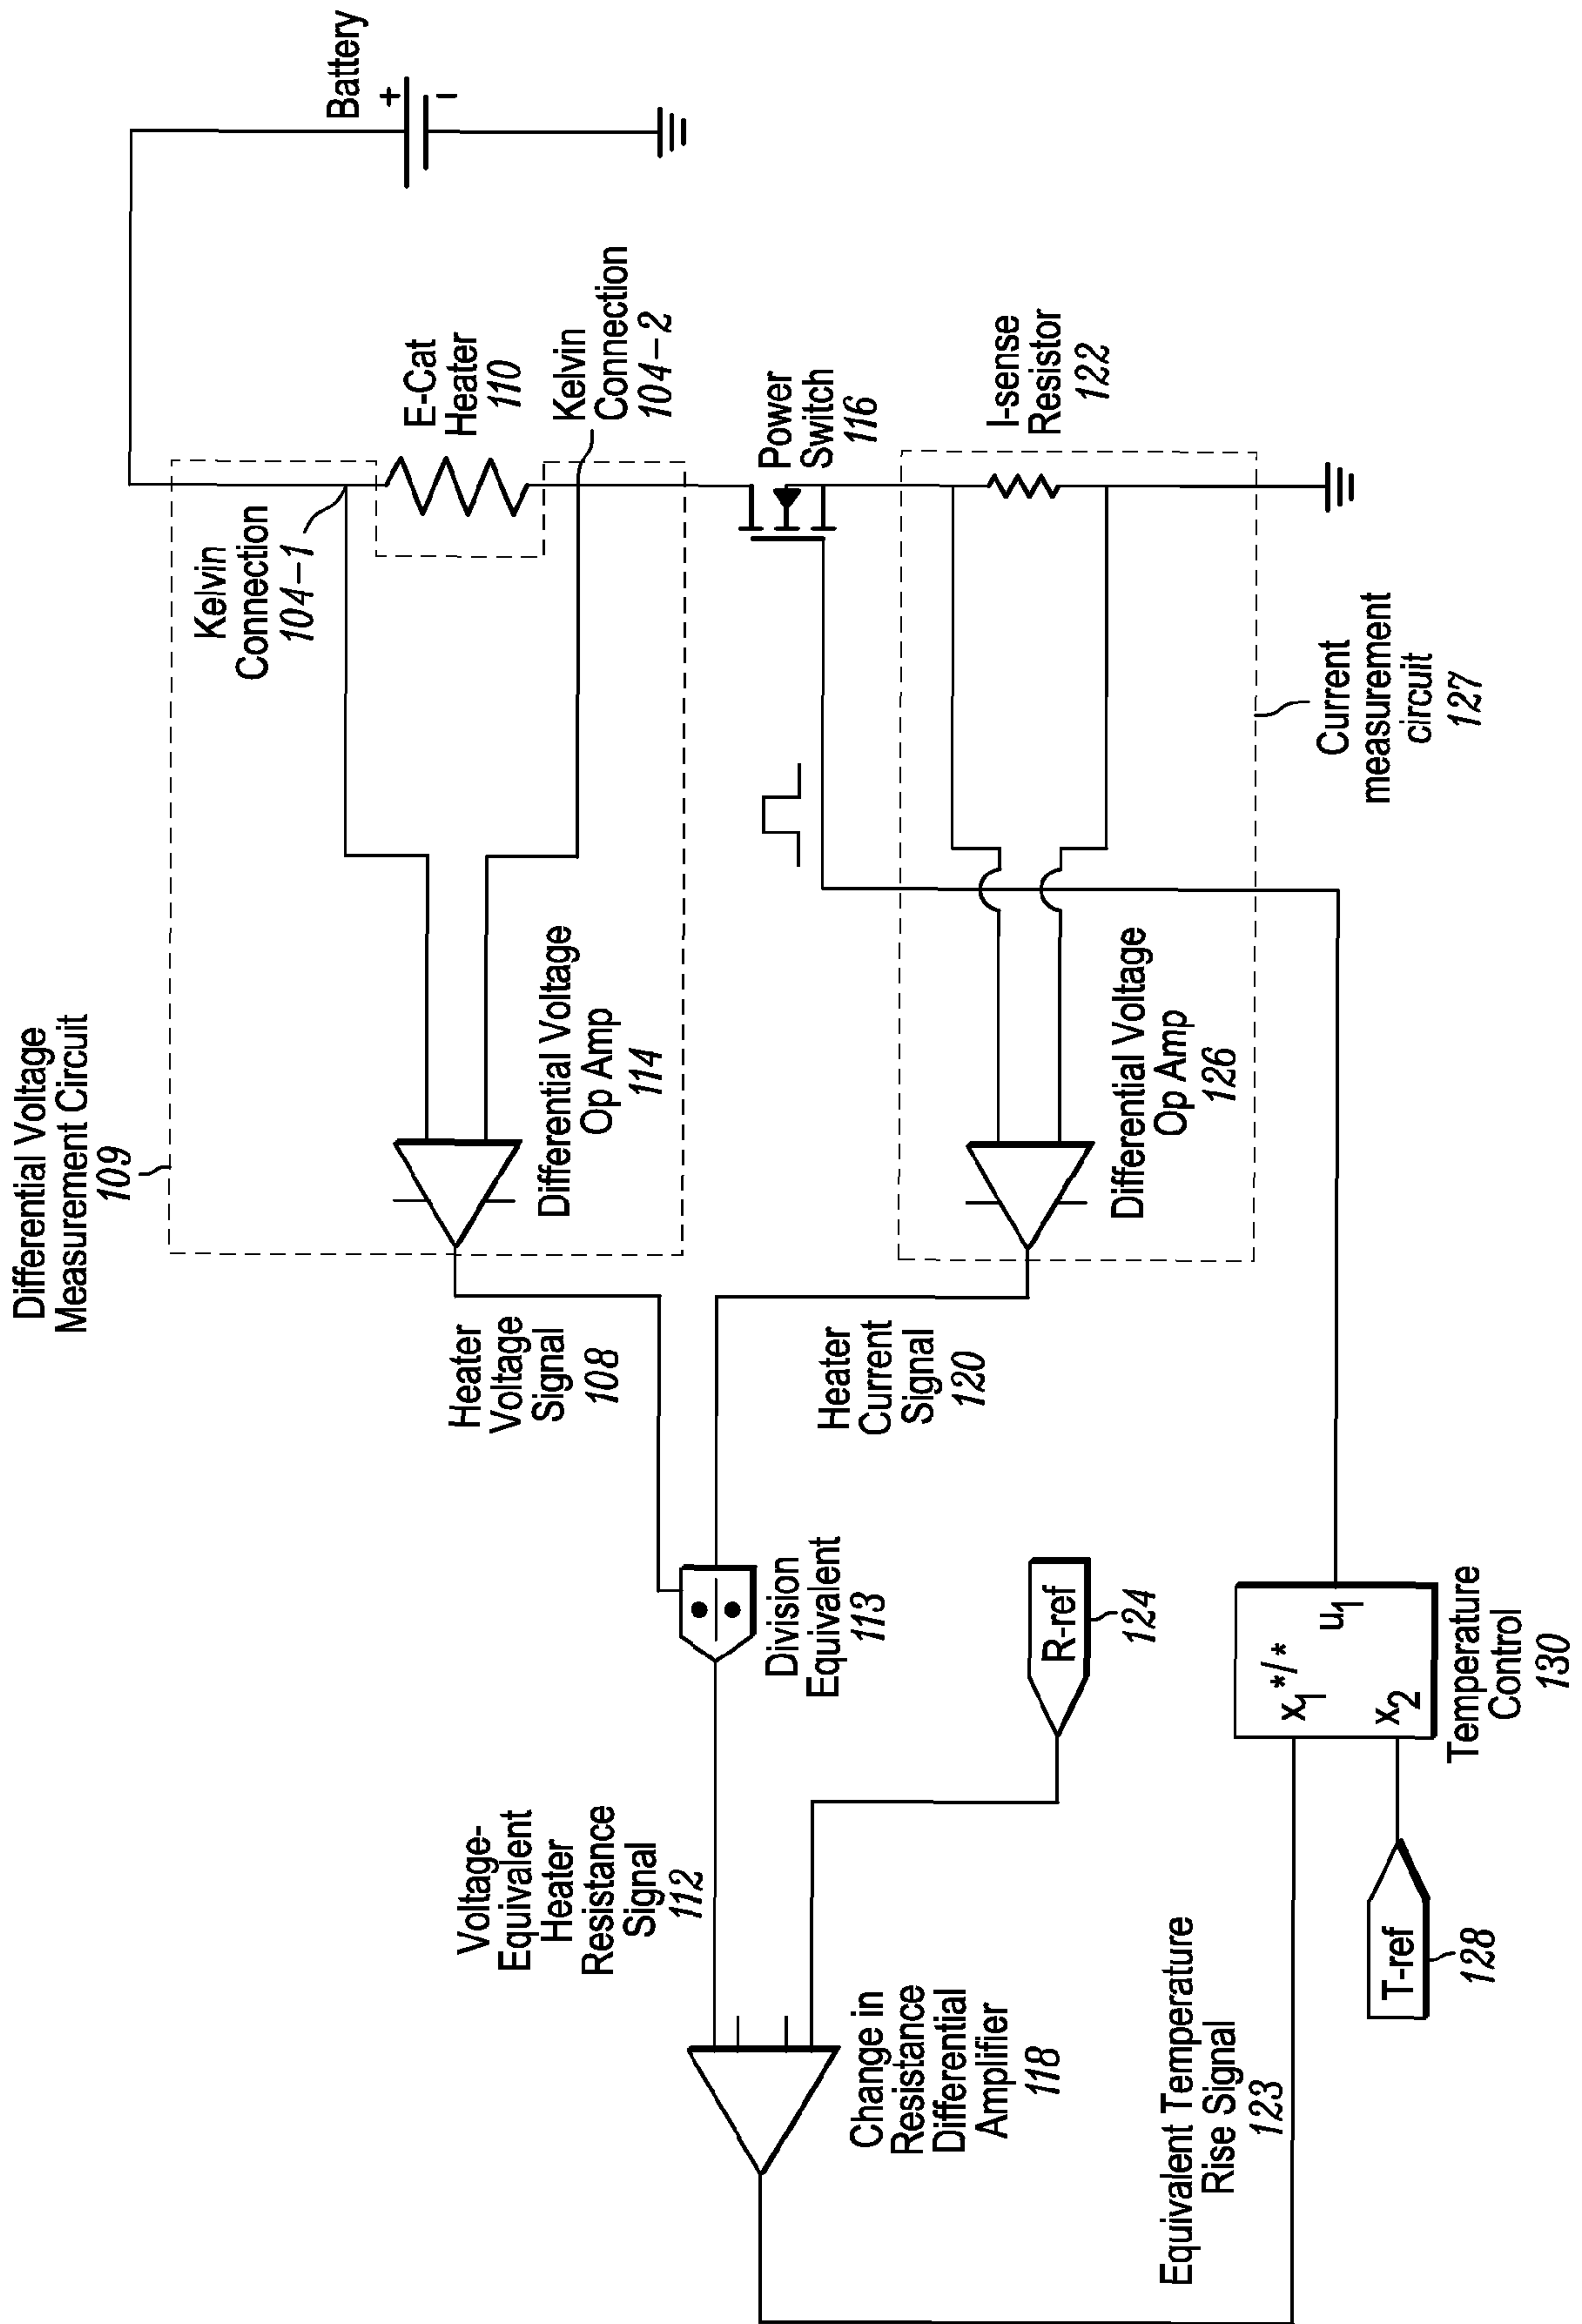 Differential Voltage
Measurement Circuit
109
Battery
+
−
Kelvin
Connection
104-1
E-Cat
Heater
110
Kelvin
Connection
104-2
Differential Voltage
Op Amp
114
Power
Switch
116
I-sense
Resistor
122
Differential Voltage
Op Amp
126
Current
measurement
circuit
127
Heater
Voltage
Signal
108
Heater
Current
Signal
120
Division
Equivalent
113
Voltage-
Equivalent
Heater
Resistance
Signal
112
R-ref
124
Change in
Resistance
Differential
Amplifier
118
Equivalent Temperature
Rise Signal
123
x1*/*
u1
x2
Temperature
Control
130
T-ref
128